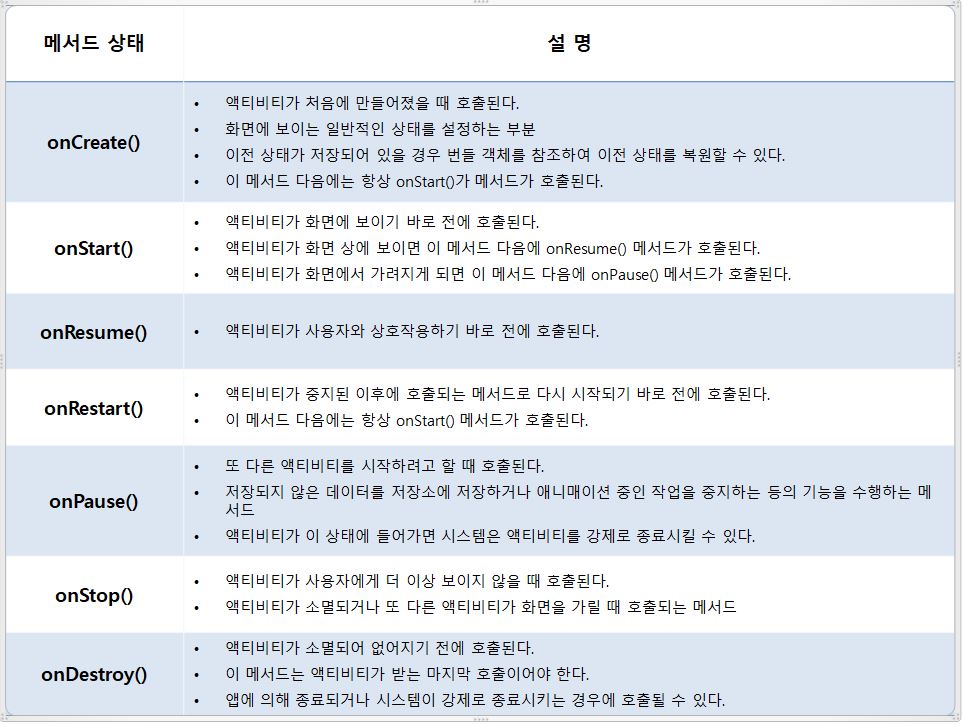 메서드 상태
설 명
onCreate()
• 액티비티가 처음에 만들어졌을 때 호출된다.
• 화면에 보이는 일반적인 상태를 설정하는 부분
• 이전 상태가 저장되어 있을 경우 번들 객체를 참조하여 이전 상태를 복원할 수 있다.
• 이 메서드 다음에는 항상 onStart()가 메서드가 호출된다.
onStart()
• 액티비티가 화면에 보이기 바로 전에 호출된다.
• 액티비티가 화면 상에 보이면 이 메서드 다음에 onResume() 메서드가 호출된다.
• 액티비티가 화면에서 가려지게 되면 이 메서드 다음에 onPause() 메서드가 호출된다.
onResume()
• 액티비티가 사용자와 상호작용하기 바로 전에 호출된다.
onRestart()
• 액티비티가 중지된 이후에 호출되는 메서드로 다시 시작되기 바로 전에 호출된다.
• 이 메서드 다음에는 항상 onStart() 메서드가 호출된다.
onPause()
• 또 다른 액티비티를 시작하려고 할 때 호출된다.
• 저장되지 않은 데이터를 저장소에 저장하거나 애니매이션 중인 작업을 중지하는 등의 기능을 수행하는 메
서드
• 액티비티가 이 상태에 들어가면 시스템은 액티비티를 강제로 종료시킬 수 있다.
onStop()
• 액티비티가 사용자에게 더 이상 보이지 않을 때 호출된다.
• 액티비티가 소멸되거나 또 다른 액티비티가 화면을 가릴 때 호출되는 메서드
onDestroy()
• 액티비티가 소멸되어 없어지기 전에 호출된다.
• 이 메서드는 액티비티가 받는 마지막 호출이어야 한다.
• 앱에 의해 종료되거나 시스템이 강제로 종료시키는 경우에 호출될 수 있다.